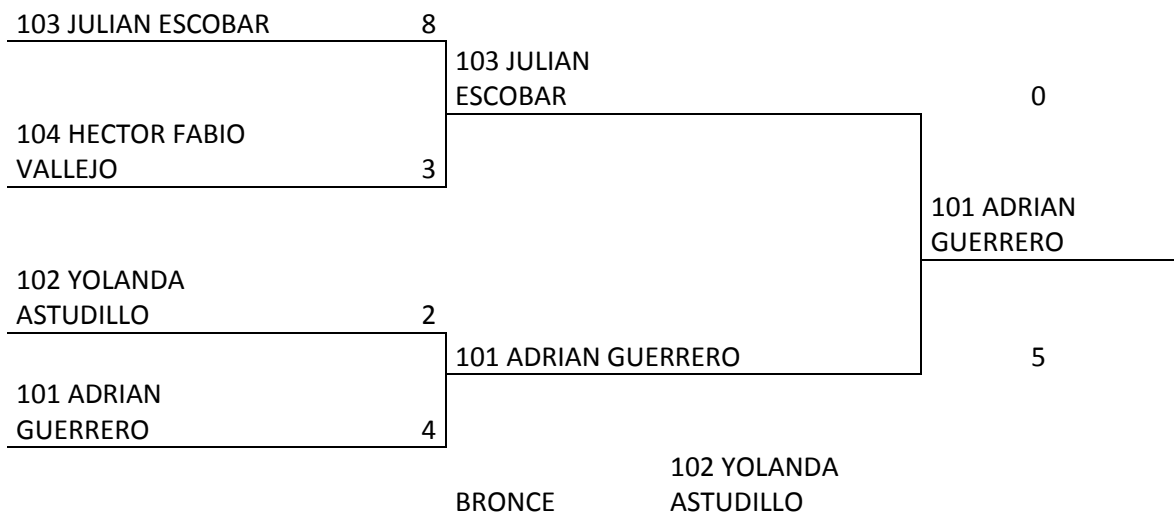 103 JULIAN ESCOBAR 8
103 JULIAN
ESCOBAR 0
104 HECTOR FABIO
VALLEJO 3
101 ADRIAN
GUERRERO
102 YOLANDA
ASTUDILLO 2
101 ADRIAN GUERRERO 5
101 ADRIAN
GUERRERO 4
102 YOLANDA
BRONCE ASTUDILLO